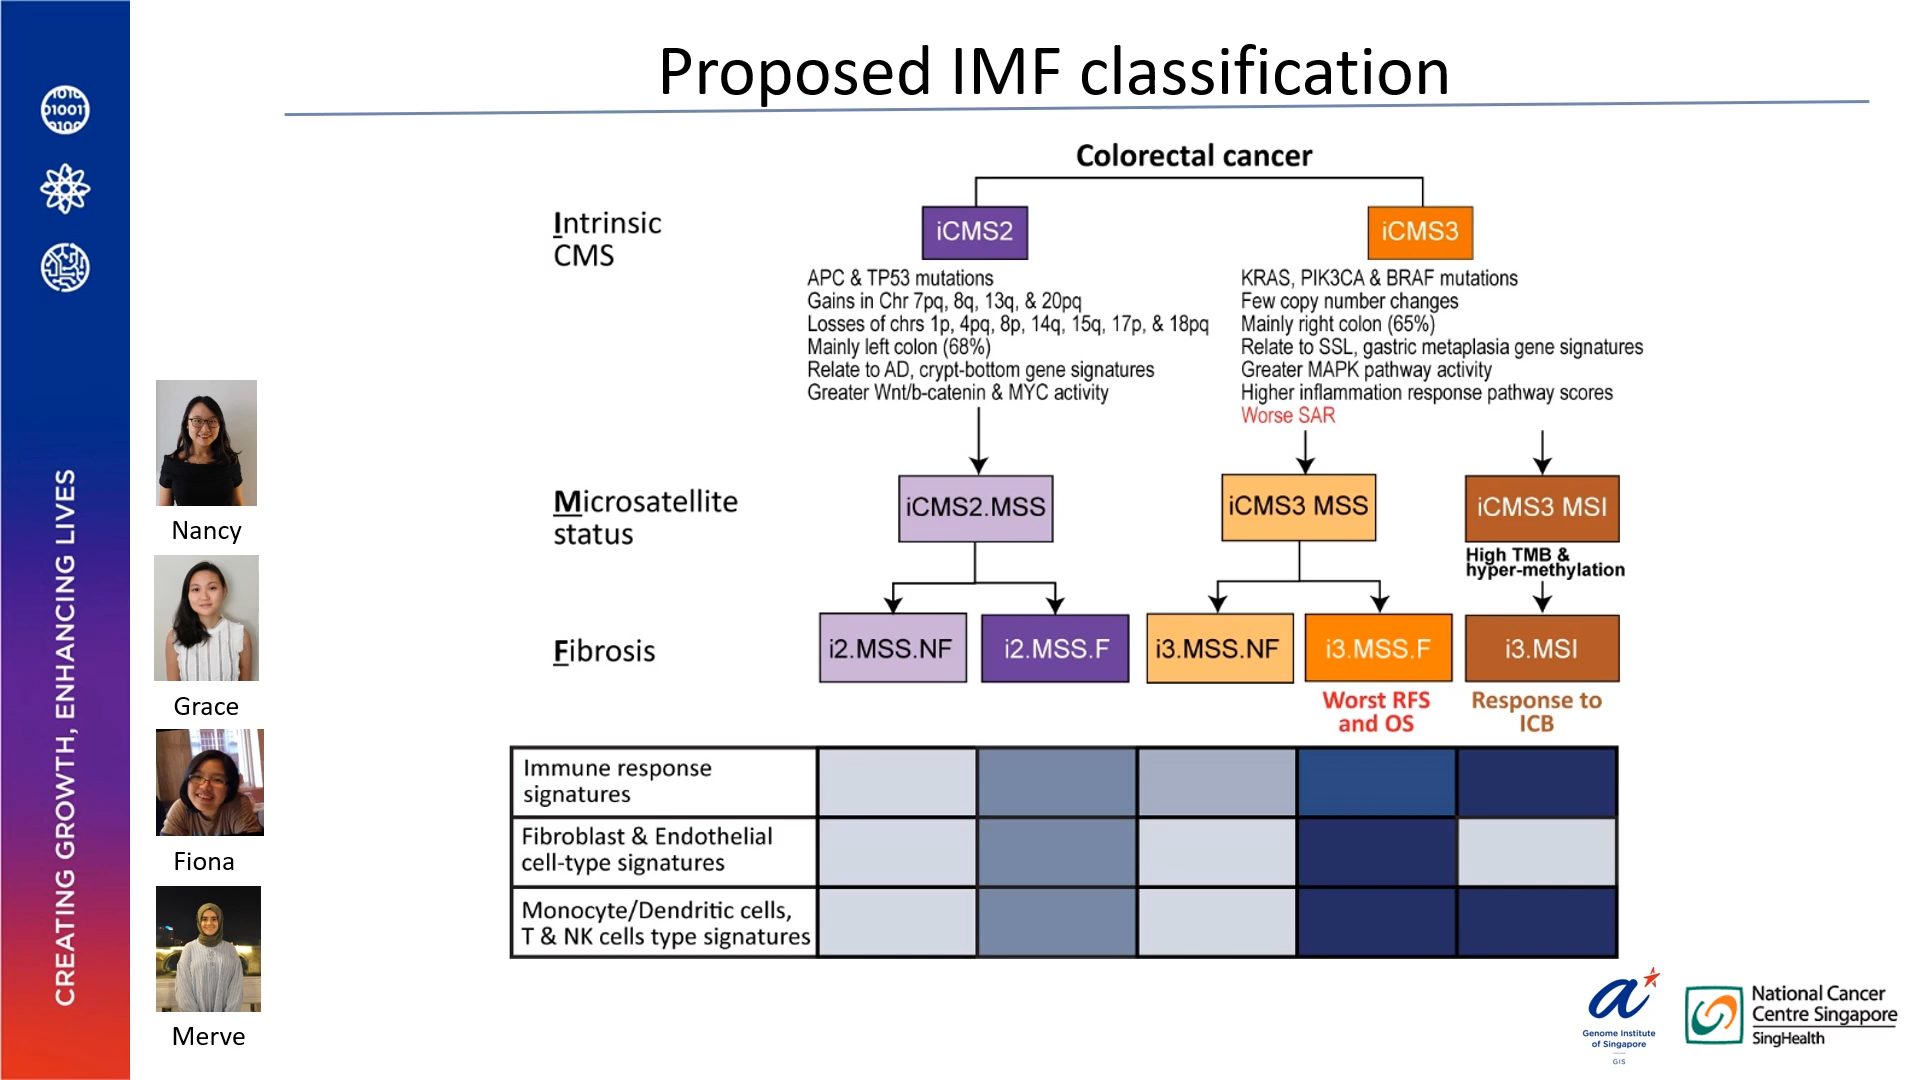 Proposed IMF classification
Colorectal cancer
Intrinsic
CMS
iCMS2
iCMS3
APC & TP53 mutations
Gains in Chr 7pq, 8q, 13q, & 20pq
Losses of chrs 1p, 4pq, 8p, 14q, 15q, 17p, & 18pq
Mainly left colon (68%)
Relate to AD, crypt-bottom gene signatures
Greater Wnt/b-catenin & MYC activity
KRAS, PIK3CA & BRAF mutations
Few copy number changes
Mainly right colon (65%)
Relate to SSL, gastric metaplasia gene signatures
Greater MAPK pathway activity
Higher inflammation response pathway scores
Worse SAR
Microsatellite
status
iCMS2.MSS
iCMS3 MSS
iCMS3 MSI
High TMB &
hyper-methylation
Fibrosis
i2.MSS.NF
i2.MSS.F
i3.MSS.NF
i3.MSS.F
i3.MSI
Worst RFS
and OS
Response to
ICB
Immune response
signatures
Fibroblast & Endothelial
cell-type signatures
Monocyte/Dendritic cells,
T & NK cells type signatures
Nancy
Grace
Fiona
Merve
CREATING GROWTH, ENHANCING LIVES
1010
01001
0100
a
Genome Institute
of Singapore
GIS
National Cancer
Centre Singapore
SingHealth